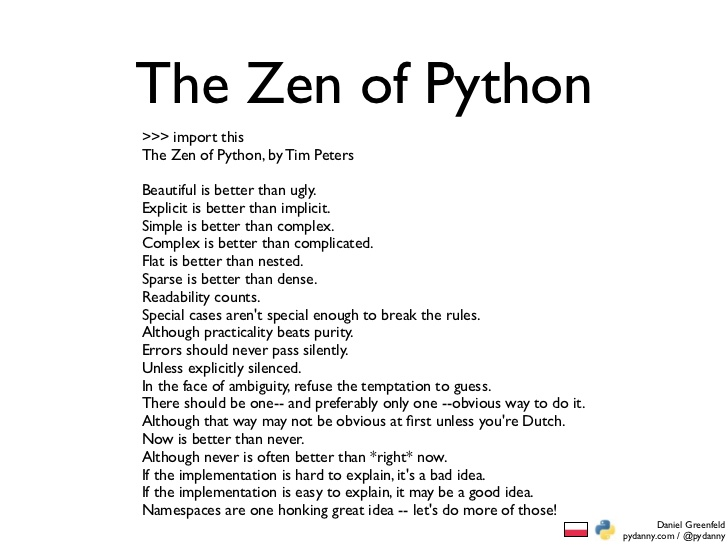 The Zen of Python
>>> import this
The Zen of Python, by Tim Peters
Beautiful is better than ugly.
Explicit is better than implicit.
Simple is better than complex.
Complex is better than complicated.
Flat is better than nested.
Sparse is better than dense.
Readability counts.
Special cases aren't special enough to break the rules.
Although practicality beats purity.
Errors should never pass silently.
Unless explicitly silenced.
In the face of ambiguity, refuse the temptation to guess.
There should be one-- and preferably only one --obvious way to do it.
Although that way may not be obvious at first unless you're Dutch.
Now is better than never.
Although never is often better than *right* now.
If the implementation is hard to explain, it's a bad idea.
If the implementation is easy to explain, it may be a good idea.
Namespaces are one honking great idea -- let's do more of those!
Daniel Greenfeld
pydanny.com / @pydanny